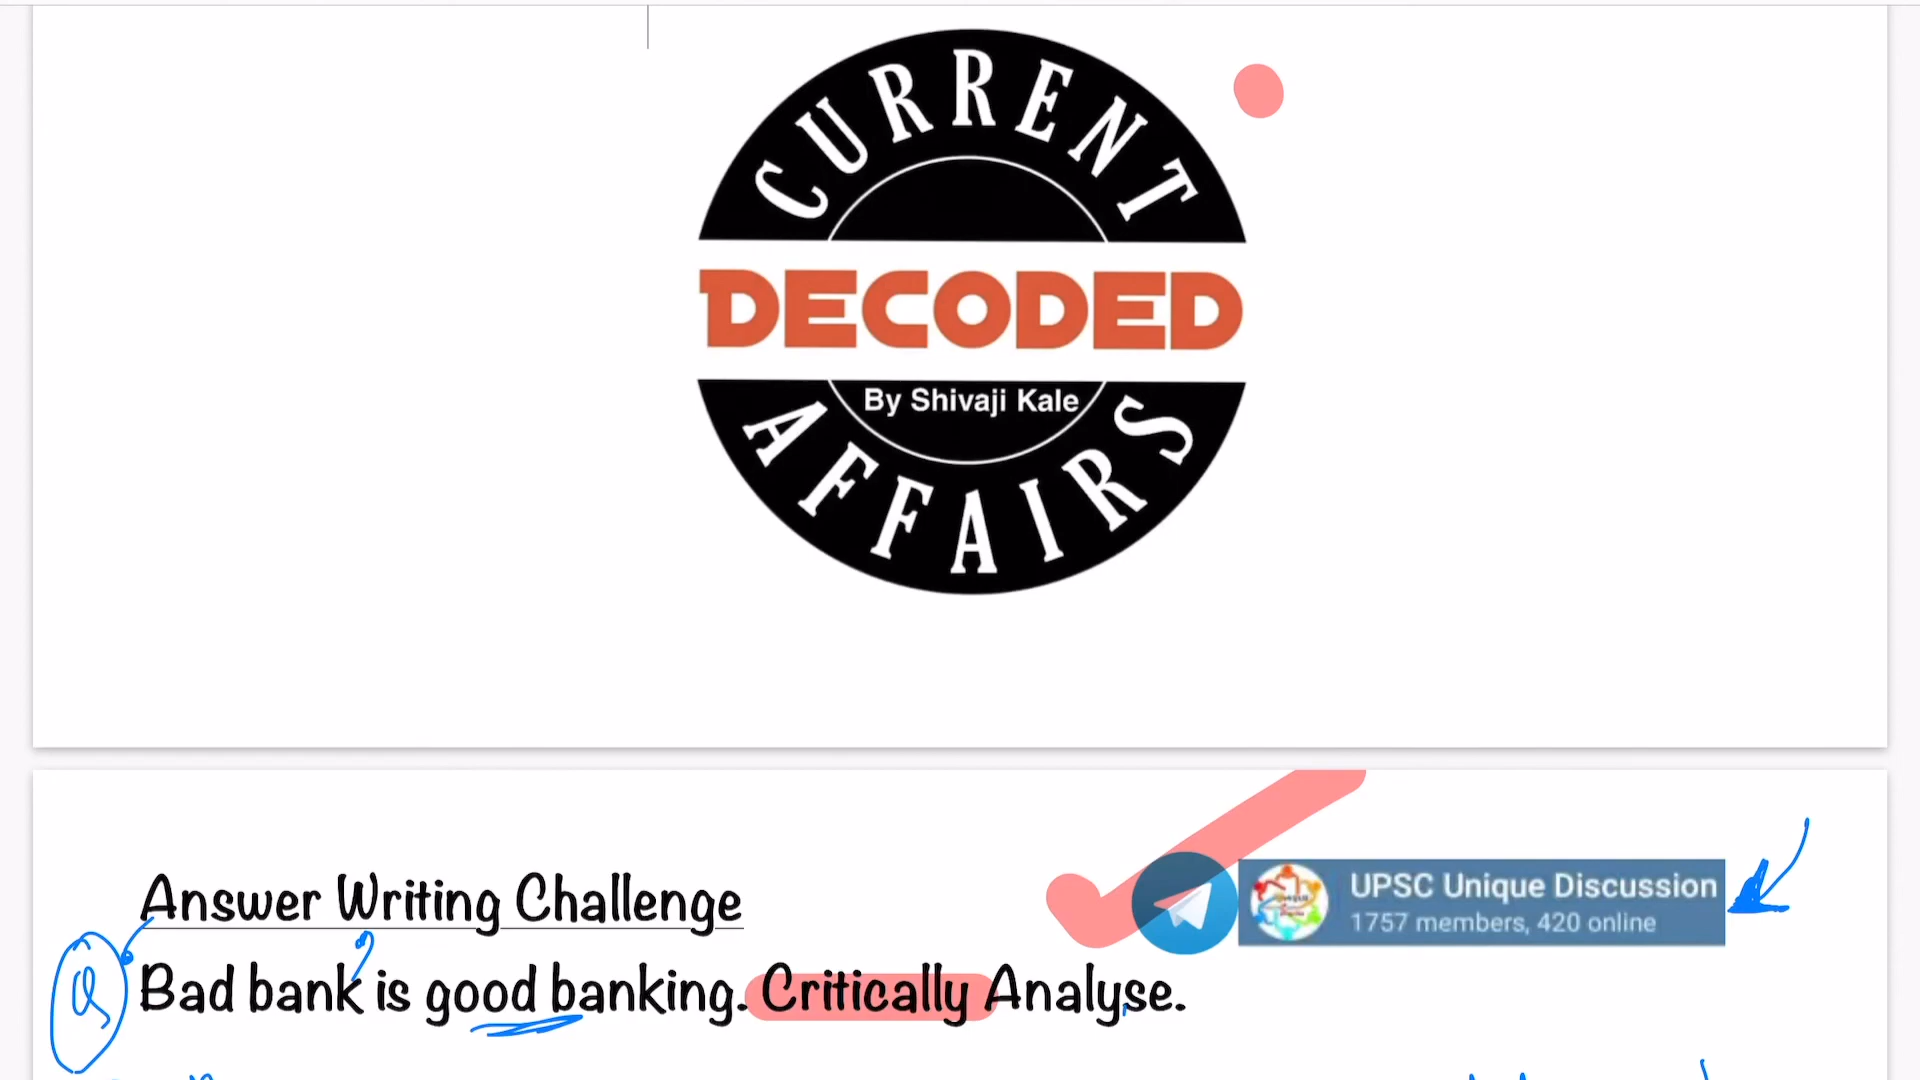 CURRENT
DECODED
By Shivaji Kale
AFFAIRS
Answer Writing Challenge
UPSC Unique Discussion
1757 members, 420 online
Q
Bad bank is good banking. Critically Analyse.